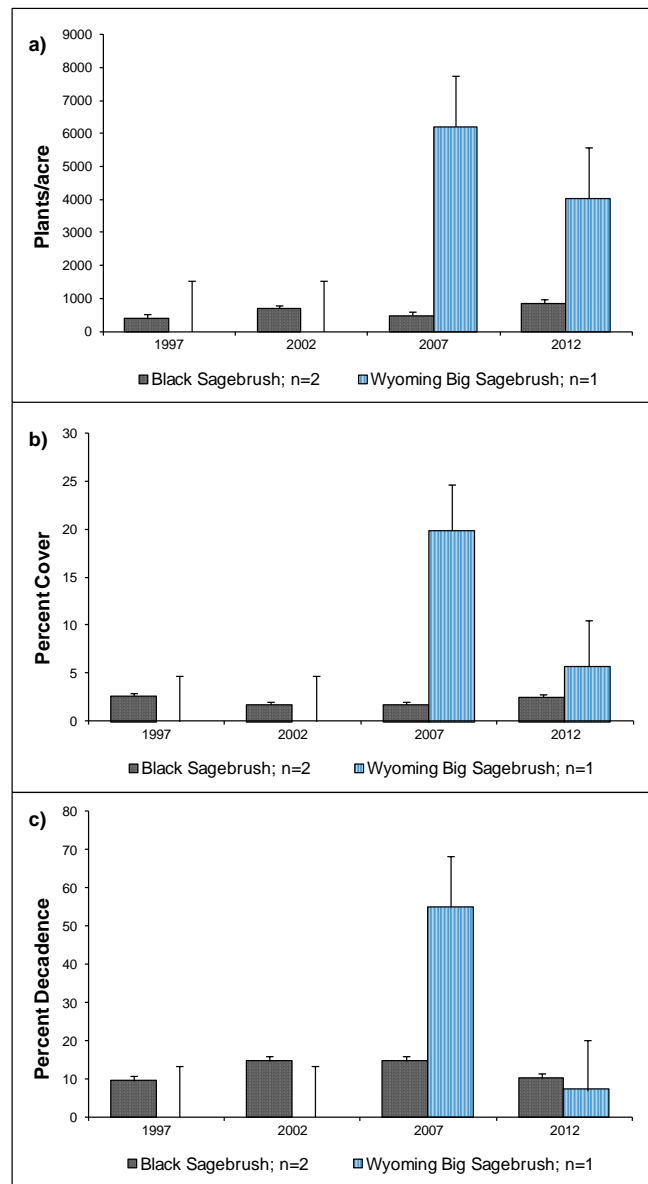 a)
Plants/acre
9000
8000
7000
6000
5000
4000
3000
2000
1000
0
1997 2002 2007 2012
Black Sagebrush; n=2 Wyoming Big Sagebrush; n=1
b)
Percent Cover
30
25
20
15
10
5
0
1997 2002 2007 2012
Black Sagebrush; n=2 Wyoming Big Sagebrush; n=1
c)
Percent Decadence
80
70
60
50
40
30
20
10
0
1997 2002 2007 2012
Black Sagebrush; n=2 Wyoming Big Sagebrush; n=1